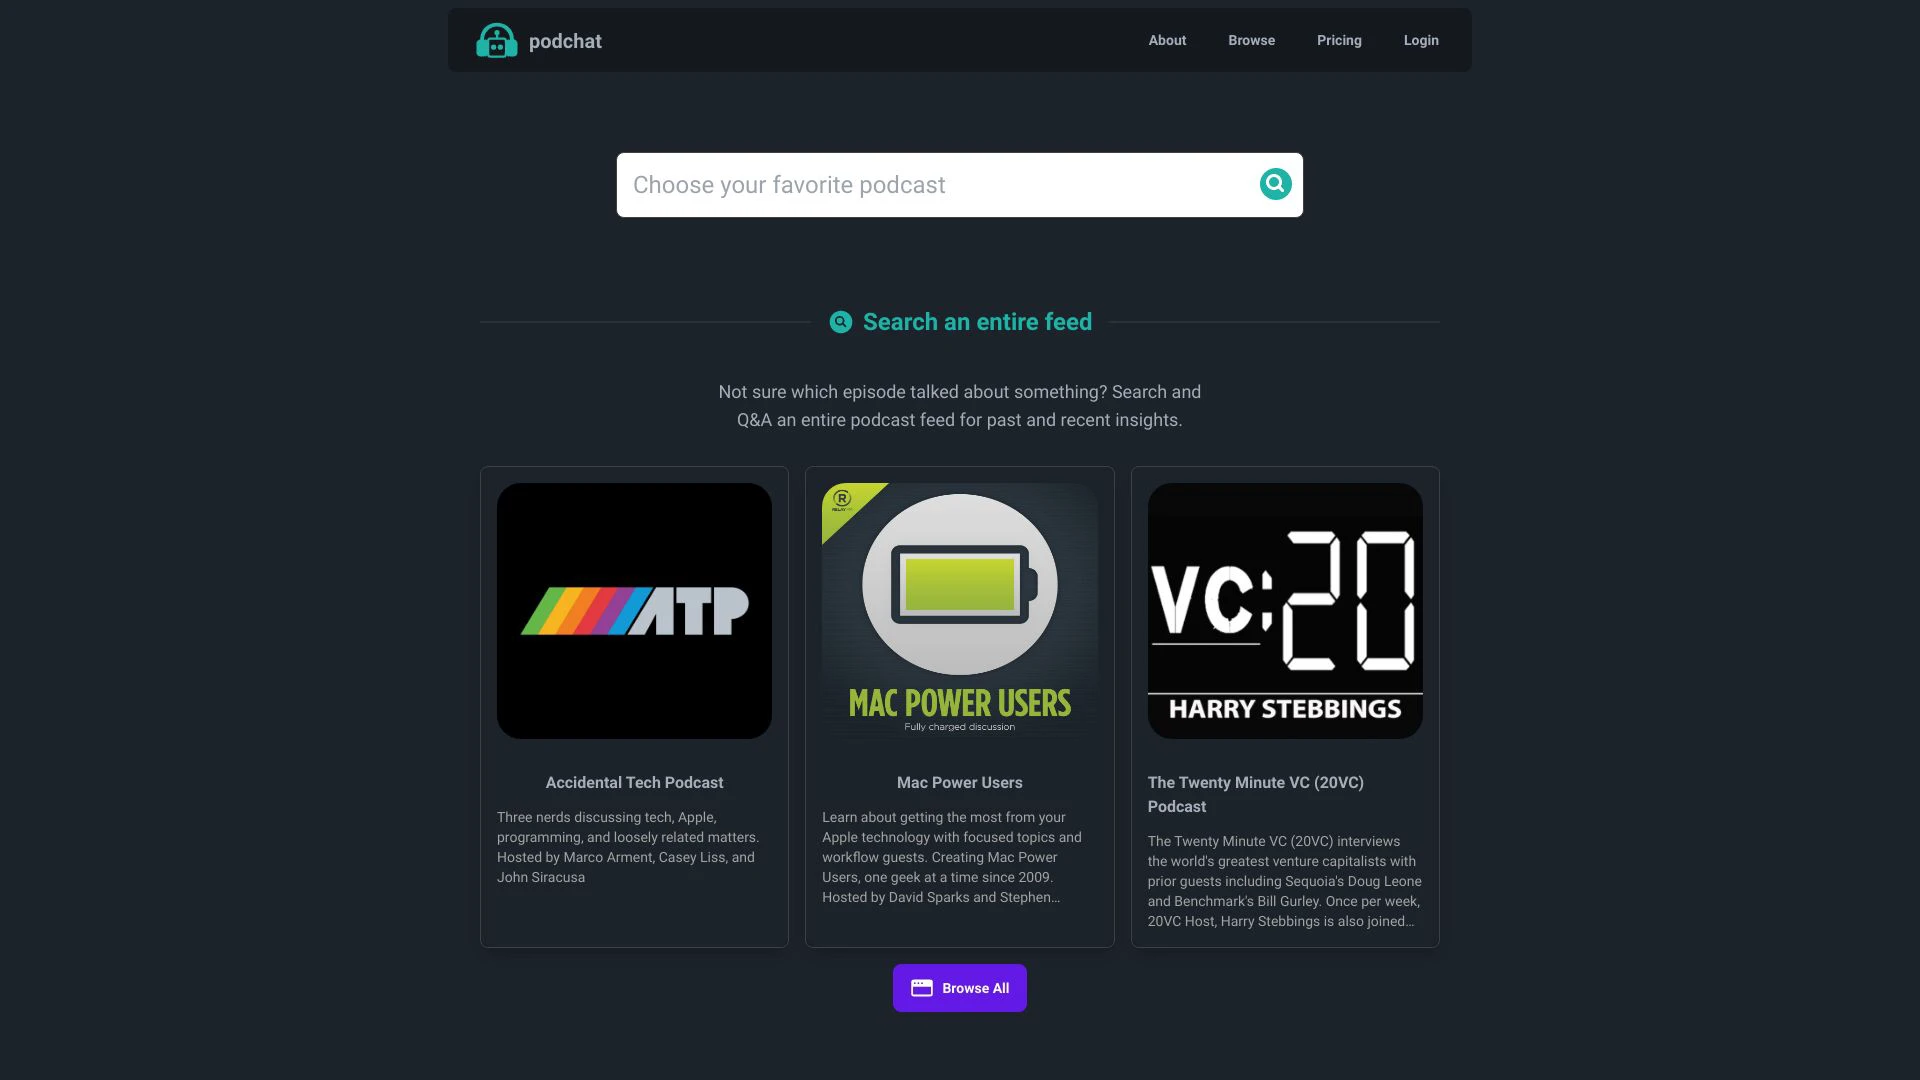 podchat
About
Browse
Pricing
Login
Choose your favorite podcast
Search an entire feed
Not sure which episode talked about something? Search and
Q&A an entire podcast feed for past and recent insights.
ATP
R
RELAY
MAC POWER USERS
Fully charged discussion
VC:20
HARRY STEBBINGS
Accidental Tech Podcast
Three nerds discussing tech, Apple,
programming, and loosely related matters.
Hosted by Marco Arment, Casey Liss, and
John Siracusa
Mac Power Users
Learn about getting the most from your
Apple technology with focused topics and
workflow guests. Creating Mac Power
Users, one geek at a time since 2009.
Hosted by David Sparks and Stephen...
The Twenty Minute VC (20VC)
Podcast
The Twenty Minute VC (20VC) interviews
the world's greatest venture capitalists with
prior guests including Sequoia's Doug Leone
and Benchmark's Bill Gurley. Once per week,
20VC Host, Harry Stebbings is also joined...
Browse All